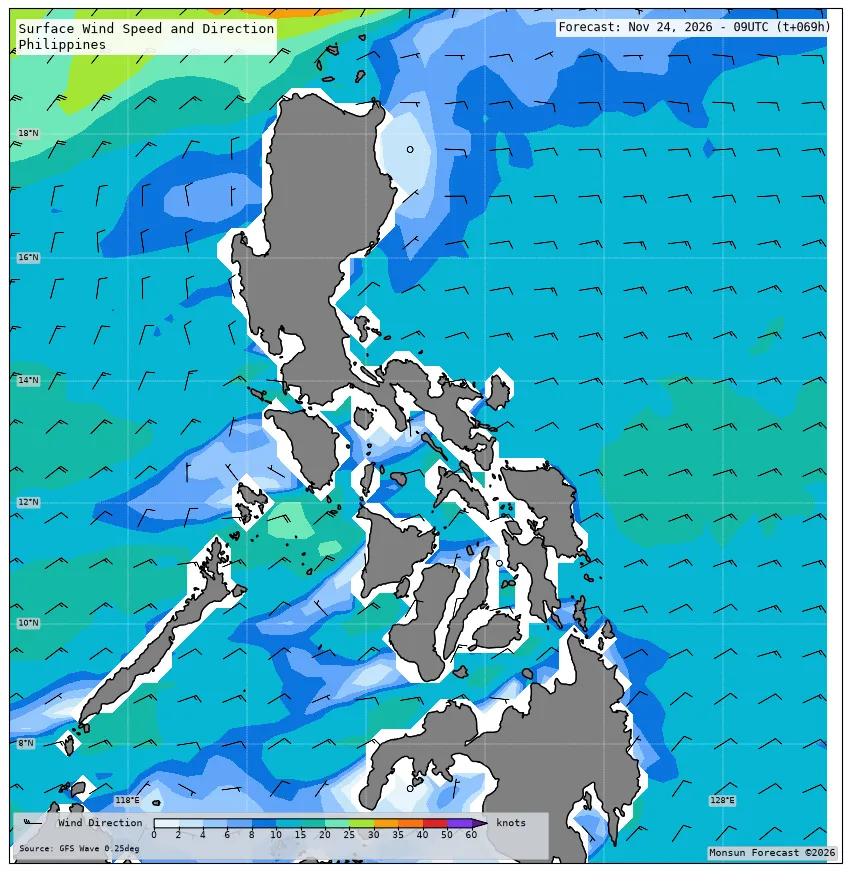 Surface Wind Speed and Direction
Philippines
Forecast: Nov 24, 2026 - 09UTC (t+069h)
18°N
16°N
14°N
12°N
10°N
8°N
118°E
128°E
Wind Direction
knots
0 2 4 6 8 10 15 20 25 30 35 40 50 60
Source: GFS Wave 0.25deg
Monsun Forecast ©2026